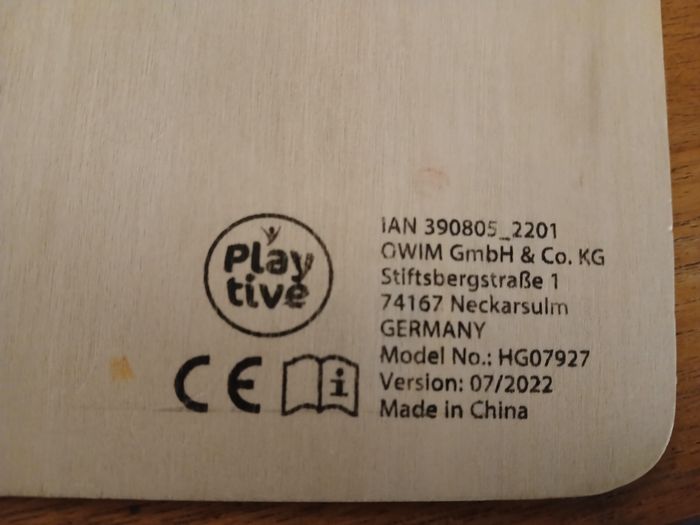 Play
tive
CE
i
IAN 390805_2201
OWIM GmbH & Co. KG
Stiftsbergstraße 1
74167 Neckarsulm
GERMANY
Model No.: HG07927
Version: 07/2022
Made in China